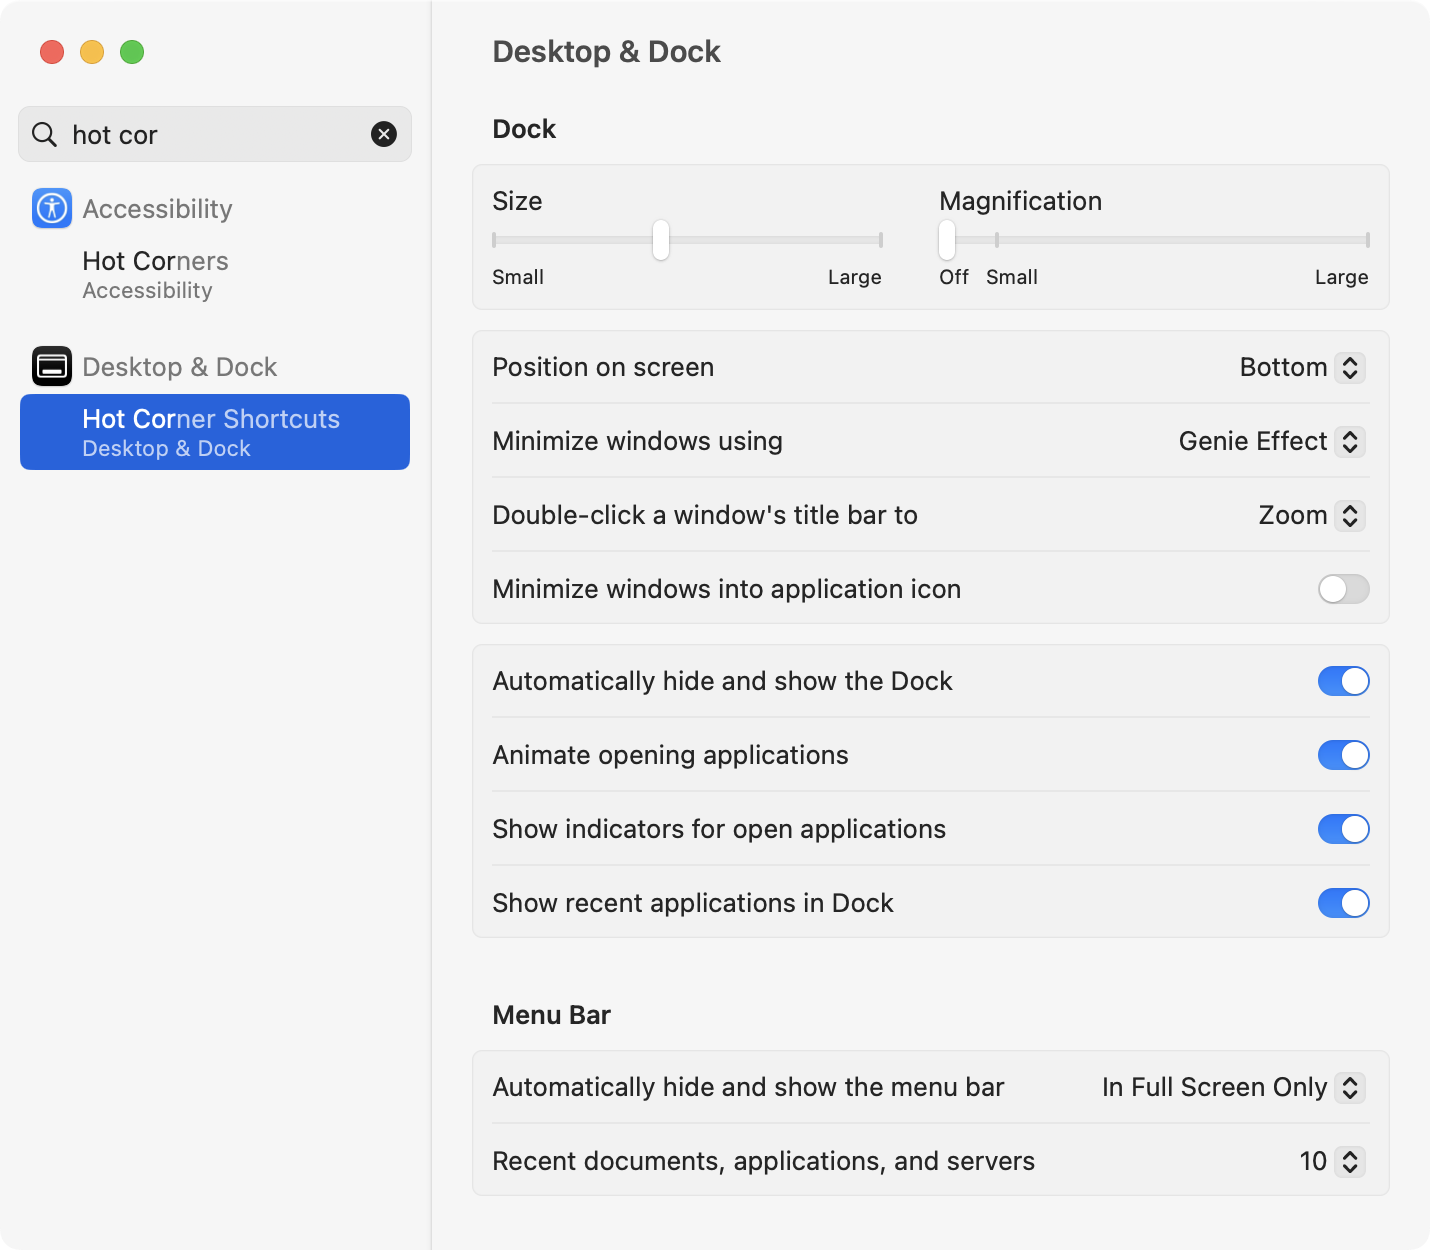 hot cor
Accessibility
Hot Corners
Accessibility
Desktop & Dock
Hot Corner Shortcuts
Desktop & Dock
Desktop & Dock
Dock
Size
Small Large
Magnification
Off Small Large
Position on screen Bottom
Minimize windows using Genie Effect
Double-click a window's title bar to Zoom
Minimize windows into application icon
Automatically hide and show the Dock
Animate opening applications
Show indicators for open applications
Show recent applications in Dock
Menu Bar
Automatically hide and show the menu bar In Full Screen Only
Recent documents, applications, and servers 10